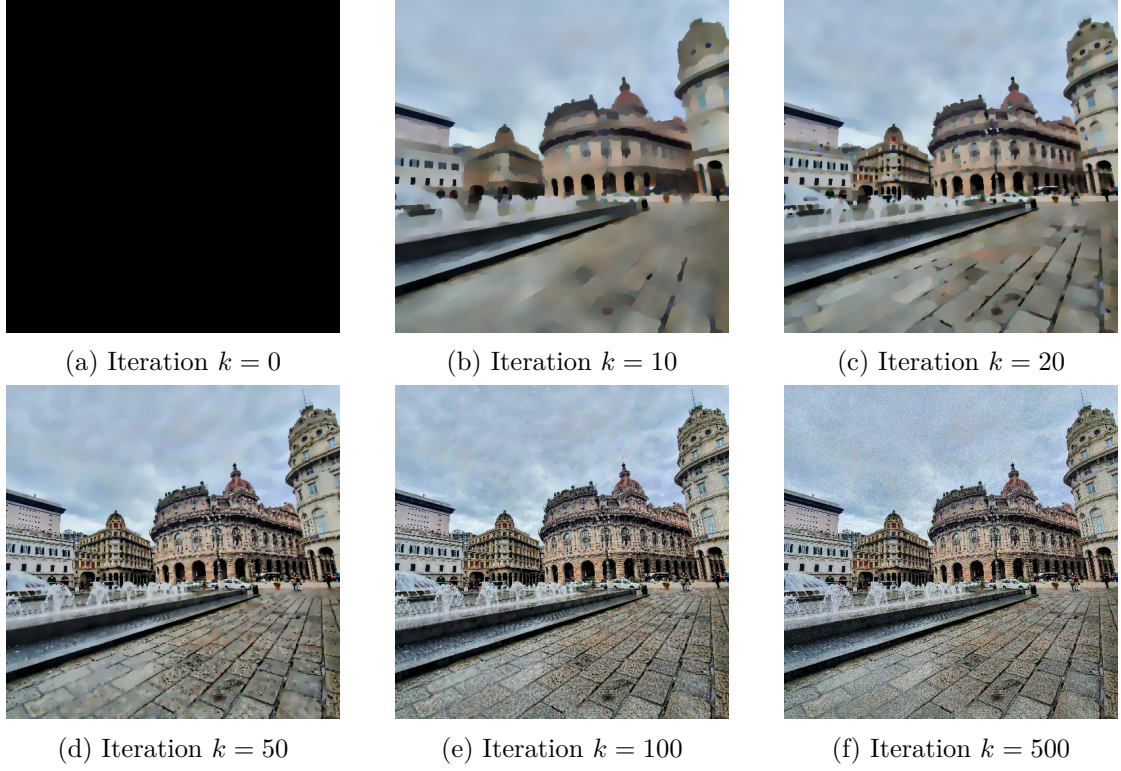 (a) Iteration k = 0
(b) Iteration k = 10
(c) Iteration k = 20
(d) Iteration k = 50
(e) Iteration k = 100
(f) Iteration k = 500